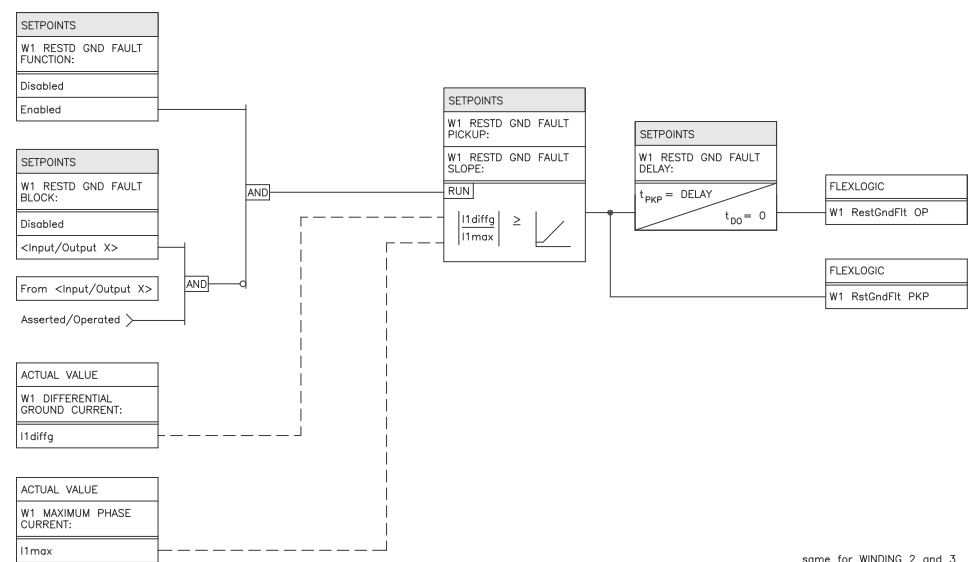 SETPOINTS
W1 RESTD GND FAULT
FUNCTION:
Disabled
Enabled
SETPOINTS
W1 RESTD GND FAULT
BLOCK:
Disabled
<Input/Output X>
From <Input/Output X>
Asserted/Operated
AND
AND
ACTUAL VALUE
W1 DIFFERENTIAL
GROUND CURRENT:
I1diffg
ACTUAL VALUE
W1 MAXIMUM PHASE
CURRENT:
I1max
SETPOINTS
W1 RESTD GND FAULT
PICKUP:
W1 RESTD GND FAULT
SLOPE:
RUN
|I1diffg
I1max| ≥
SETPOINTS
W1 RESTD GND FAULT
DELAY:
tPKP = DELAY
tDO = 0
FLEXLOGIC
W1 RestGndFlt OP
FLEXLOGIC
W1 RstGndFlt PKP
same for WINDING 2 and 3